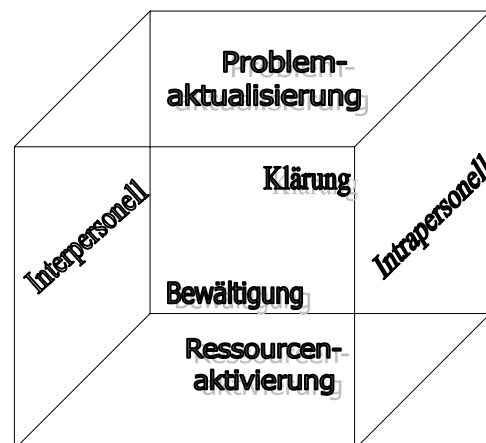 Problem-
aktualisierung
Klärung
Interpersonell
Intrapersonell
Bewältigung
Ressourcen-
aktivierung